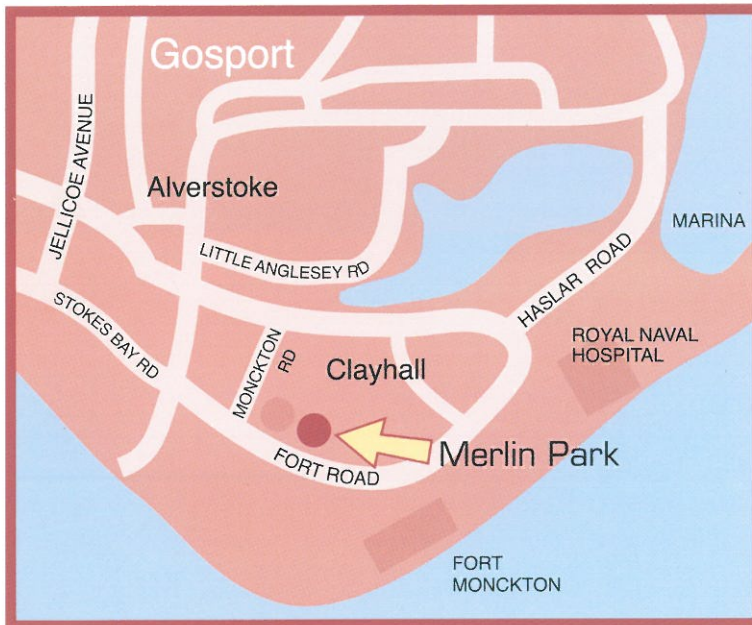 Gosport
JELLICOE AVENUE
Alverstoke
MARINA
LITTLE ANGLESEY RD
HASLAR ROAD
STOKES BAY RD
MONCKTON
RD
ROYAL NAVAL
HOSPITAL
Clayhall
Merlin Park
FORT ROAD
FORT
MONCKTON